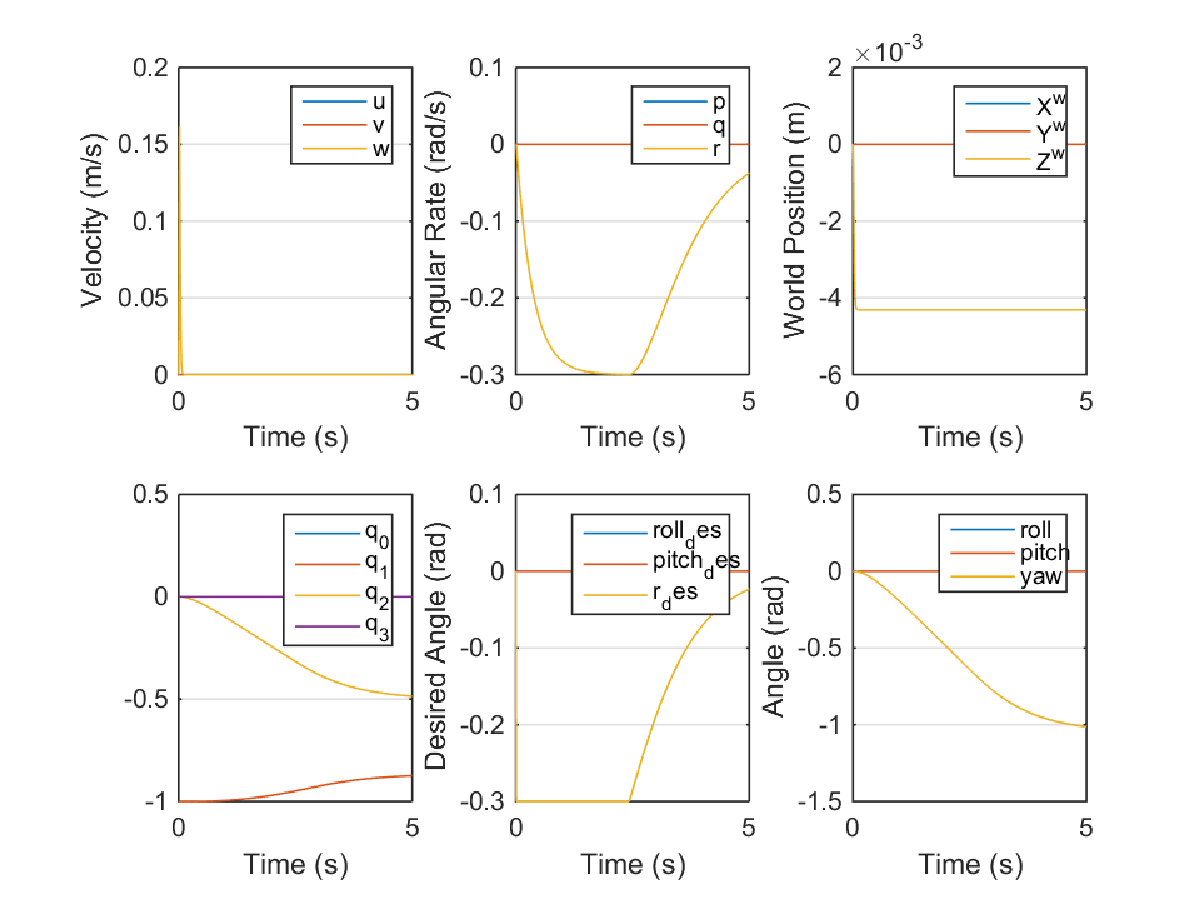 0.2
0.15
0.1
0.05
0
0
5
Velocity (m/s)
Time (s)
u
v
w
0.1
0
-0.1
-0.2
-0.3
0
5
Angular Rate (rad/s)
Time (s)
p
q
r
×10⁻³
2
0
-2
-4
-6
0
5
World Position (m)
Time (s)
Xʷ
Yʷ
Zʷ
0.5
0
-0.5
-1
0
5
Time (s)
q₀
q₁
q₂
q₃
0.1
0
-0.1
-0.2
-0.3
0
5
Desired Angle (rad)
Time (s)
roll_des
pitch_des
r_des
0.5
0
-0.5
-1
-1.5
0
5
Angle (rad)
Time (s)
roll
pitch
yaw